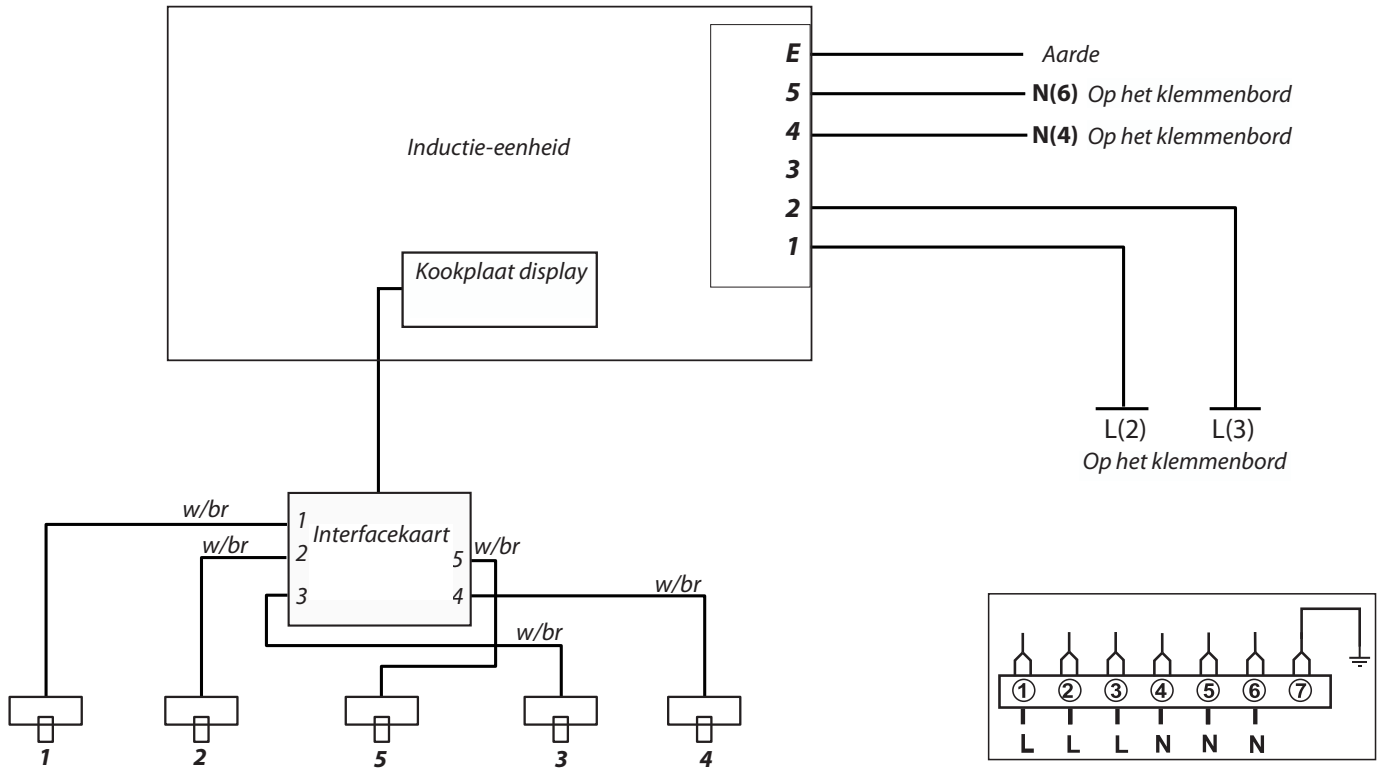 E Aarde
5 N(6) Op het klemmenbord
Inductie-eenheid
4 N(4) Op het klemmenbord
3
2
1
Kookplaat display
L(2) L(3)
Op het klemmenbord
w/br
1 Interfacekaart
w/br 2
5 w/br
3
4 w/br
w/br
1 2 5 3 4
1 2 3 4 5 6 7
L L L N N N